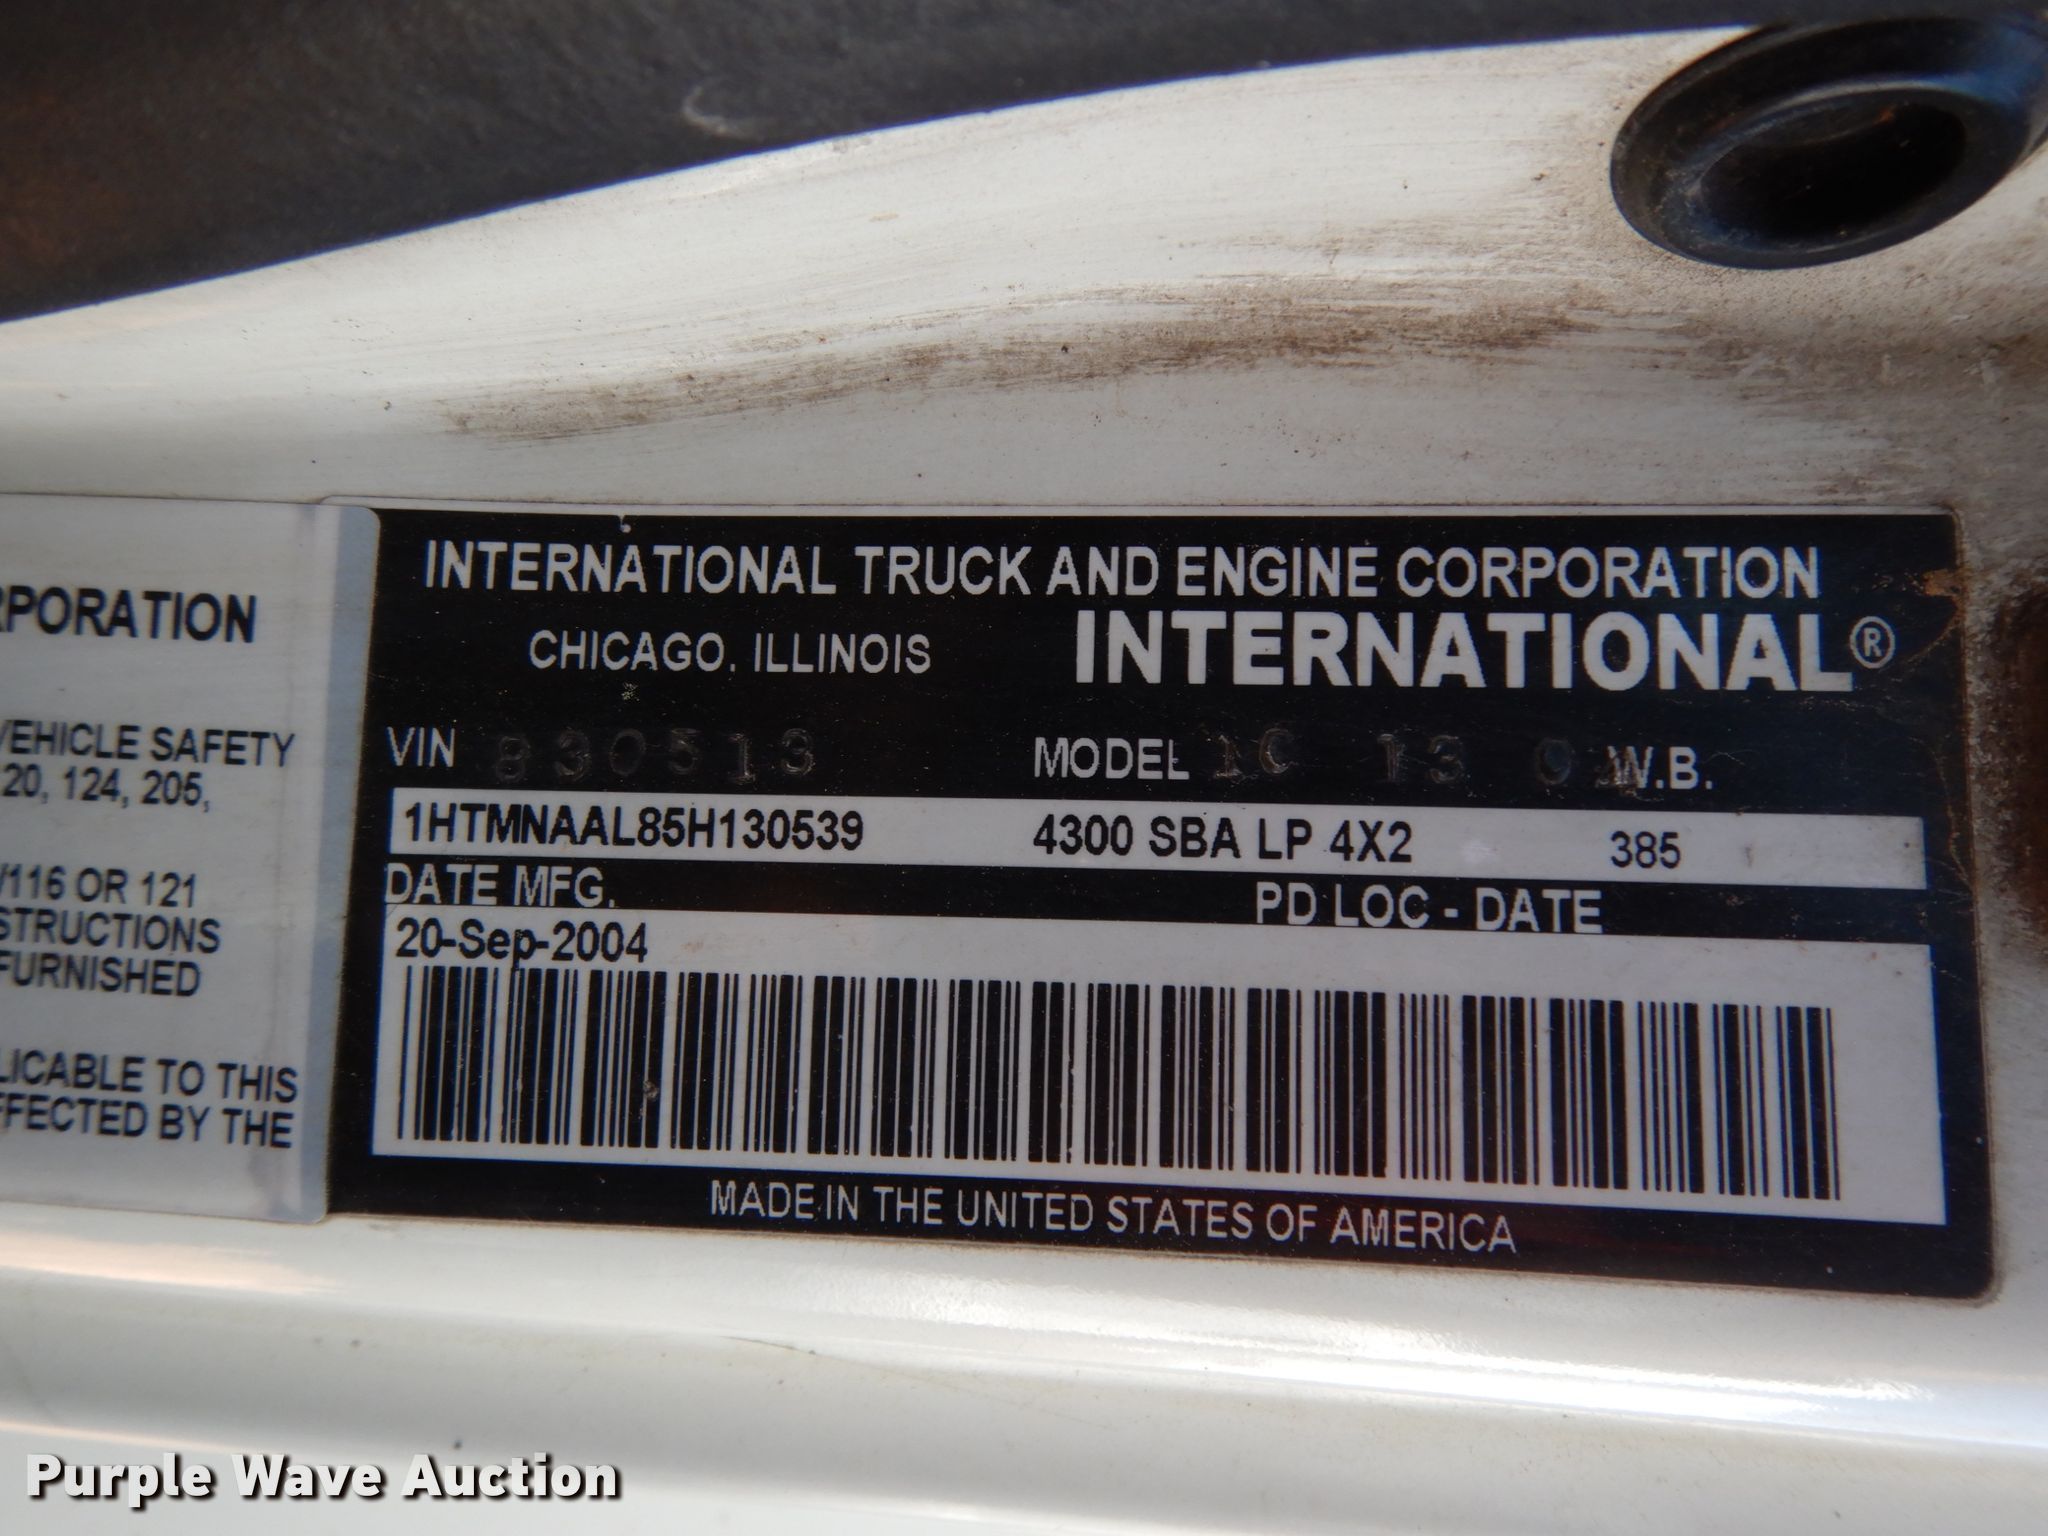 RPORATION
VEHICLE SAFETY
20, 124, 205,
/116 OR 121
STRUCTIONS
FURNISHED
LICABLE TO THIS
FFECTED BY THE
INTERNATIONAL TRUCK AND ENGINE CORPORATION
CHICAGO, ILLINOIS INTERNATIONAL®
VIN 830513 MODEL W.B.
1HTMNAAL85H130539 4300 SBA LP 4X2 385
DATE MFG. PD LOC - DATE
20-Sep-2004
MADE IN THE UNITED STATES OF AMERICA
Purple Wave Auction